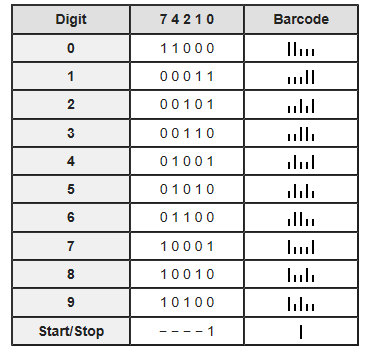 Digit 7 4 2 1 0 Barcode
0 1 1 0 0 0
1 0 0 0 1 1
2 0 0 1 0 1
3 0 0 1 1 0
4 0 1 0 0 1
5 0 1 0 1 0
6 0 1 1 0 0
7 1 0 0 0 1
8 1 0 0 1 0
9 1 0 1 0 0
Start/Stop – – – – 1